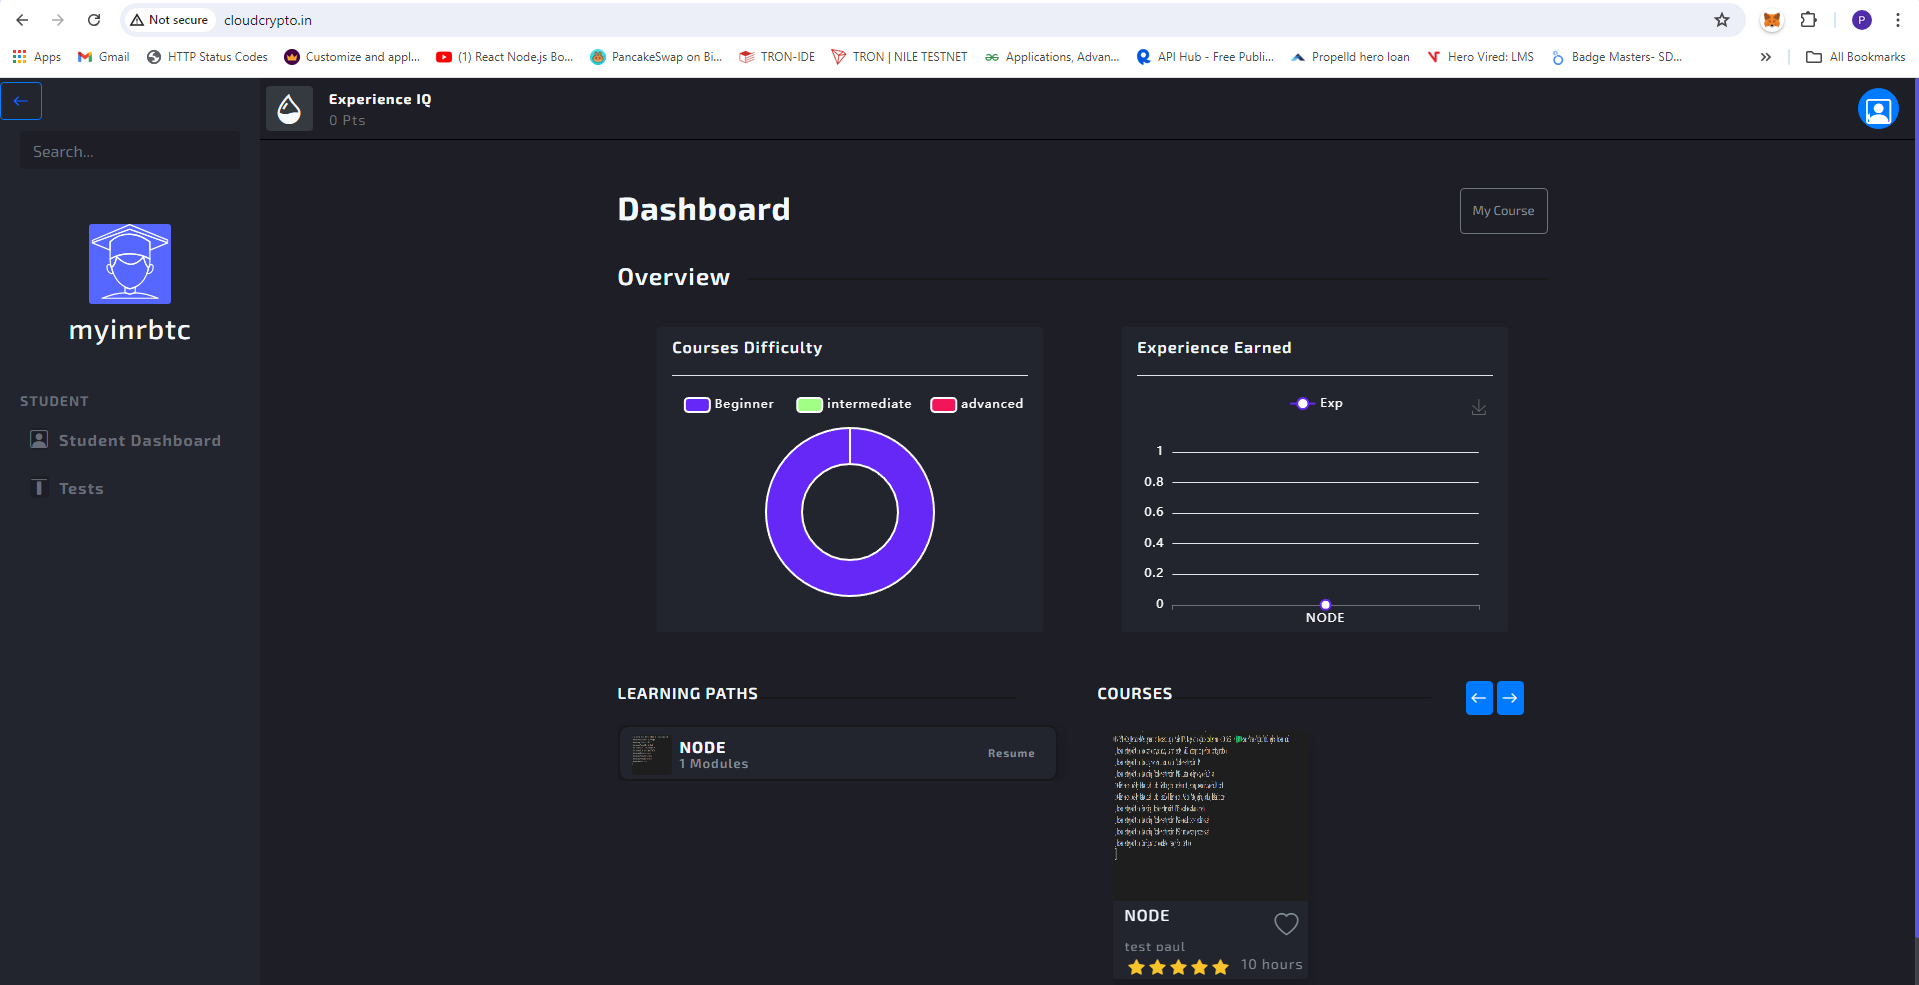 Not secure
cloudcrypto.in
P
Apps
Gmail
HTTP Status Codes
Customize and appl...
(1) React Node.js Bo...
PancakeSwap on Bi...
TRON-IDE
TRON | NILE TESTNET
Applications, Advan...
API Hub - Free Publi...
Propelld hero loan
Hero Vired: LMS
Badge Masters- SD...
All Bookmarks
Experience IQ
0 Pts
Search...
myinrbtc
STUDENT
Student Dashboard
Tests
Dashboard
My Course
Overview
Courses Difficulty
Beginner
intermediate
advanced
Experience Earned
Exp
1
0.8
0.6
0.4
0.2
0
NODE
LEARNING PATHS
NODE
1 Modules
Resume
COURSES
NODE
test paul
10 hours